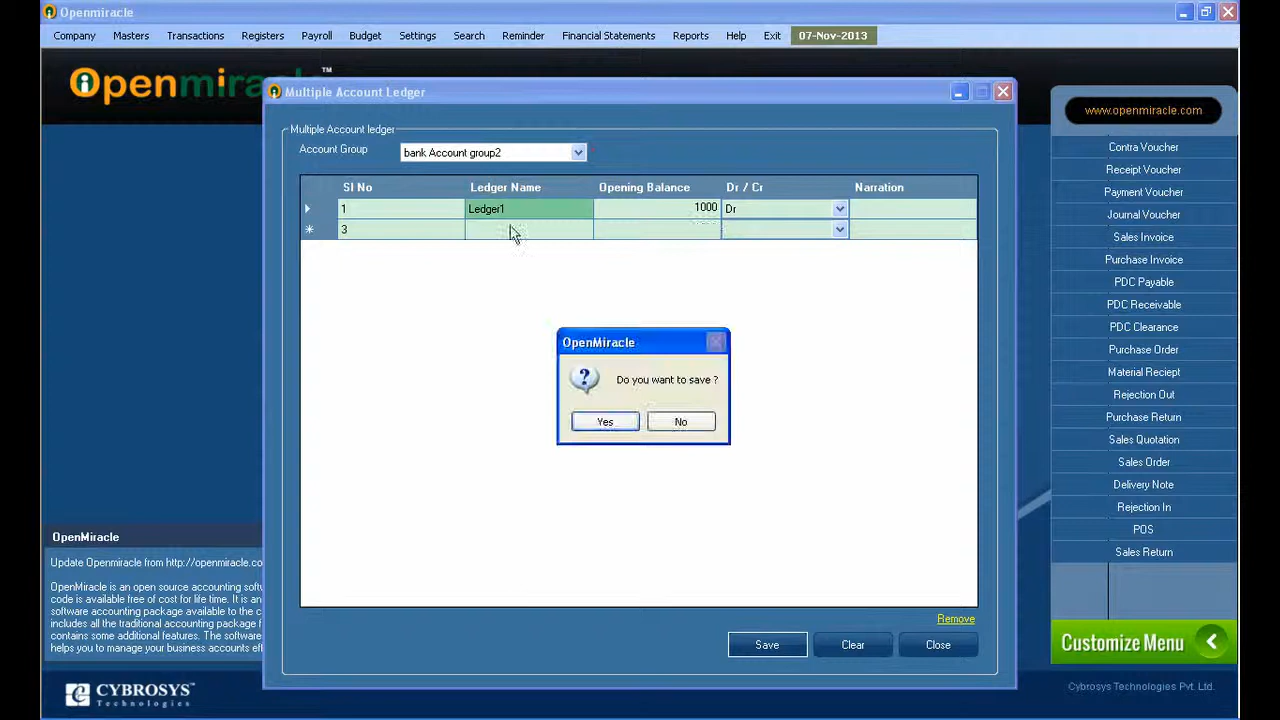 Openmiracle
Company Masters Transactions Registers Payroll Budget Settings Search Reminder Financial Statements Reports Help Exit 07-Nov-2013
Openmira ™
Multiple Account Ledger
www.openmiracle.com
Multiple Account ledger
Account Group bank Account group2
Sl No Ledger Name Opening Balance Dr / Cr Narration
1 Ledger1 1000 Dr
3
OpenMiracle
Do you want to save ?
Yes No
Remove
Save Clear Close
Contra Voucher
Receipt Voucher
Payment Voucher
Journal Voucher
Sales Invoice
Purchase Invoice
PDC Payable
PDC Receivable
PDC Clearance
Purchase Order
Material Reciept
Rejection Out
Purchase Return
Sales Quotation
Sales Order
Delivery Note
Rejection In
POS
Sales Return
Customize Menu
Cybrosys Technologies Pvt. Ltd.
OpenMiracle
Update Openmiracle from http://openmiracle.co
OpenMiracle is an open source accounting softw
code is available free of cost for life time. It is an
software accounting package available to the c
includes all the traditional accounting package f
contains some additional features. The software
helps you to manage your business accounts eff
CYBROSYS™
Technologies